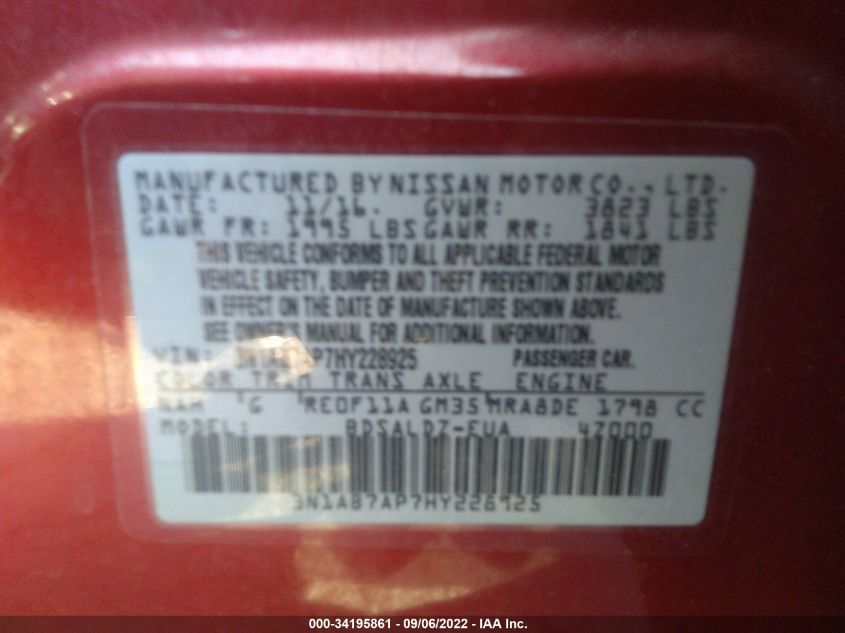 MANUFACTURED BY NISSAN MOTOR CO., LTD.
DATE: 11/16. GVWR: 3823 LBS
GAWR FR: 1995 LBS GAWR RR: 1841 LBS
THIS VEHICLE CONFORMS TO ALL APPLICABLE FEDERAL MOTOR
VEHICLE SAFETY, BUMPER AND THEFT PREVENTION STANDARDS
IN EFFECT ON THE DATE OF MANUFACTURE SHOWN ABOVE.
SEE OWNER'S MANUAL FOR ADDITIONAL INFORMATION.
VIN: 3N1AB7AP7HY228925 PASSENGER CAR.
COLOR TRIM TRANS AXLE ENGINE
NAM G RE0F11A GM35 MRA8DE 1798 CC
MODEL: BDSALDZ-EUA 4Z000
3N1AB7AP7HY228925
000-34195861 - 09/06/2022 - IAA Inc.